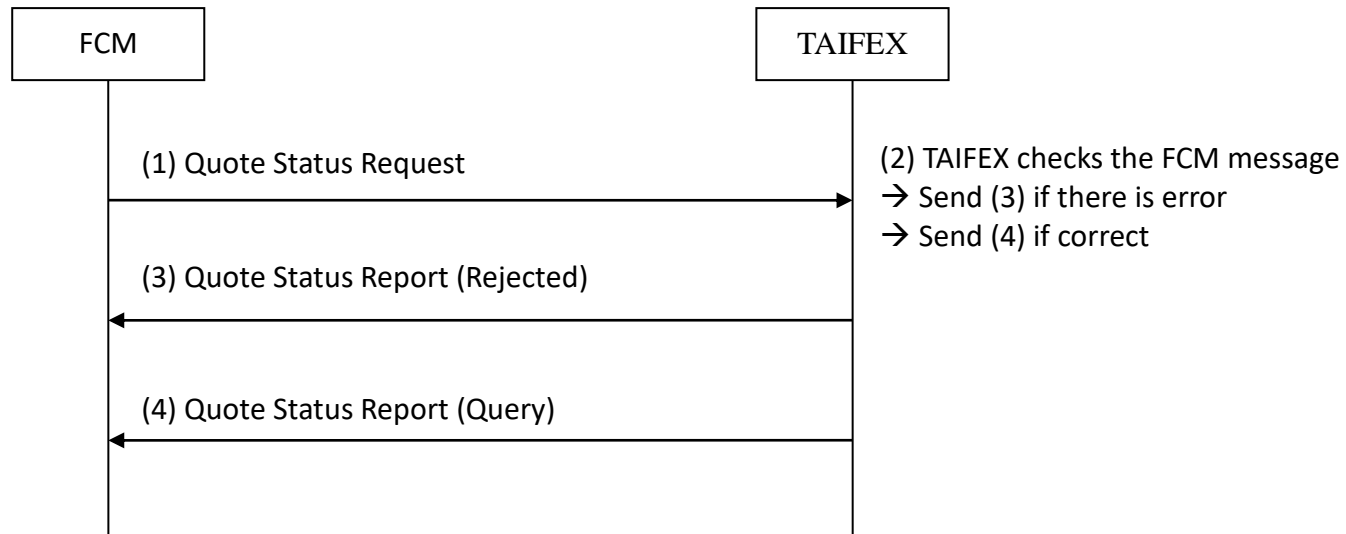 FCM
TAIFEX
(1) Quote Status Request
(2) TAIFEX checks the FCM message
→ Send (3) if there is error
→ Send (4) if correct
(3) Quote Status Report (Rejected)
(4) Quote Status Report (Query)